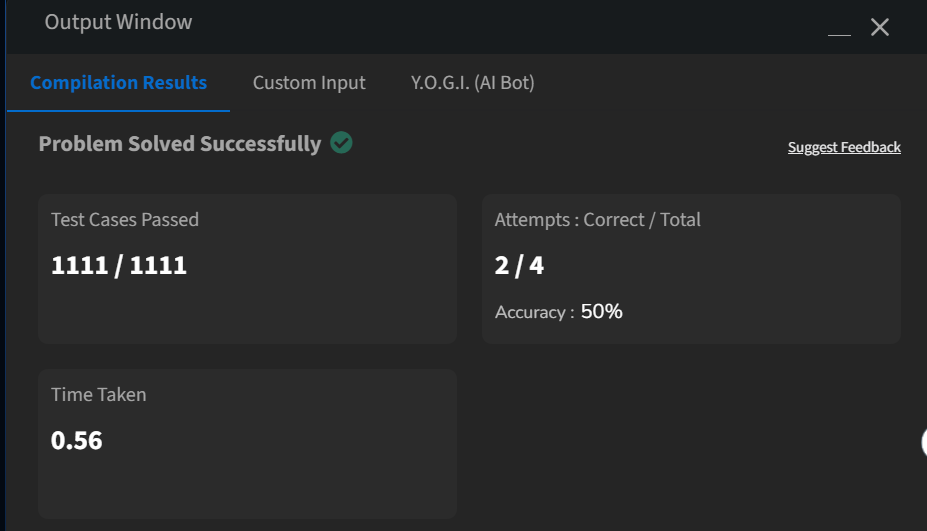 Output Window
Compilation Results Custom Input Y.O.G.I. (AI Bot)
Problem Solved Successfully
Suggest Feedback
Test Cases Passed
1111 / 1111
Attempts : Correct / Total
2 / 4
Accuracy : 50%
Time Taken
0.56